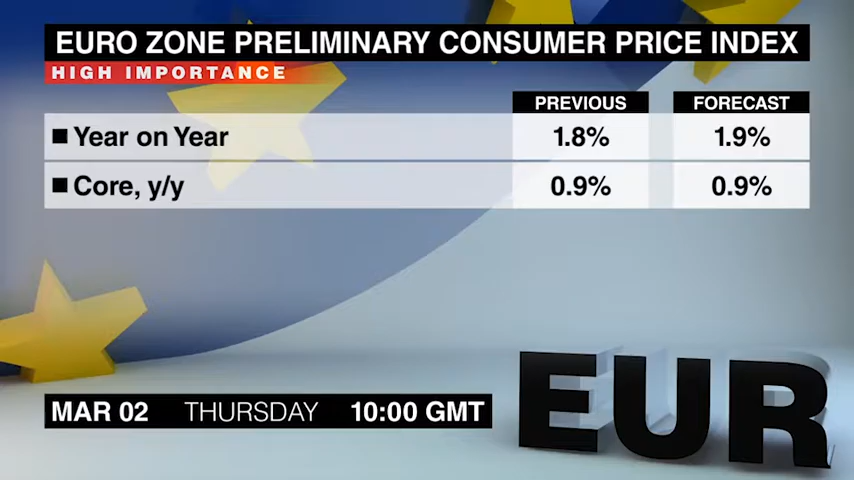 EURO ZONE PRELIMINARY CONSUMER PRICE INDEX
HIGH IMPORTANCE
PREVIOUS FORECAST
Year on Year 1.8% 1.9%
Core, y/y 0.9% 0.9%
MAR 02 THURSDAY 10:00 GMT
EUR